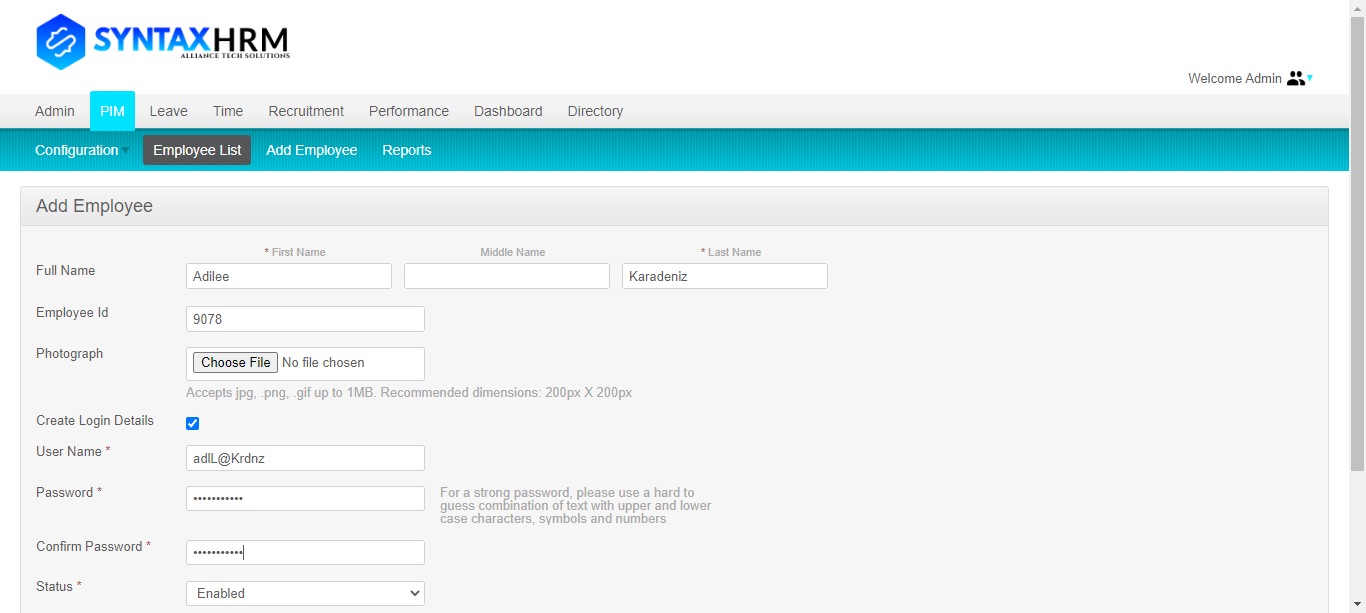 SYNTAXHRM
ALLIANCE TECH SOLUTIONS
Welcome Admin
Admin PIM Leave Time Recruitment Performance Dashboard Directory
Configuration Employee List Add Employee Reports
Add Employee
* First Name Middle Name * Last Name
Full Name Adilee Karadeniz
Employee Id 9078
Photograph Choose File No file chosen
Accepts jpg, .png, .gif up to 1MB. Recommended dimensions: 200px X 200px
Create Login Details
User Name * adlL@Krdnz
Password * •••••••••••
For a strong password, please use a hard to
guess combination of text with upper and lower
case characters, symbols and numbers
Confirm Password * •••••••••••
Status * Enabled